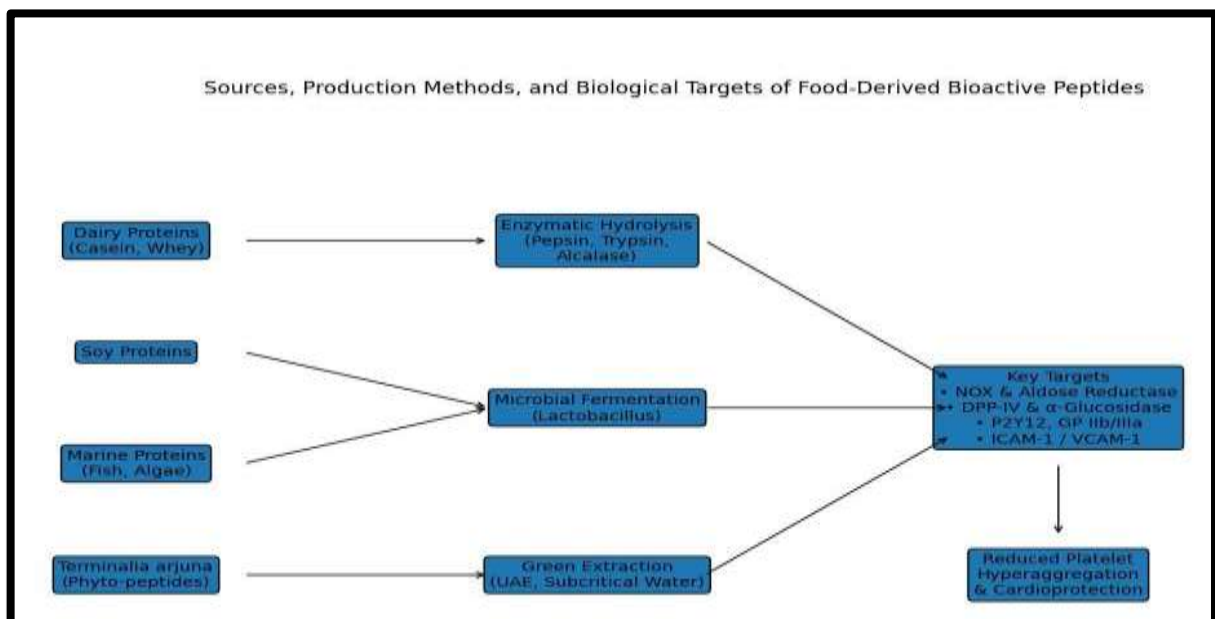 Sources, Production Methods, and Biological Targets of Food-Derived Bioactive Peptides
Dairy Proteins
(Casein, Whey)
Enzymatic Hydrolysis
(Pepsin, Trypsin,
Alcalase)
Soy Proteins
Microbial Fermentation
(Lactobacillus)
Marine Proteins
(Fish, Algae)
Terminalia arjuna
(Phyto-peptides)
Green Extraction
(UAE, Subcritical Water)
Key Targets
• NOX & Aldose Reductase
• DPP-IV & α-Glucosidase
• P2Y12, GP IIb/IIIa
• ICAM-1 / VCAM-1
Reduced Platelet
Hyperaggregation
& Cardioprotection